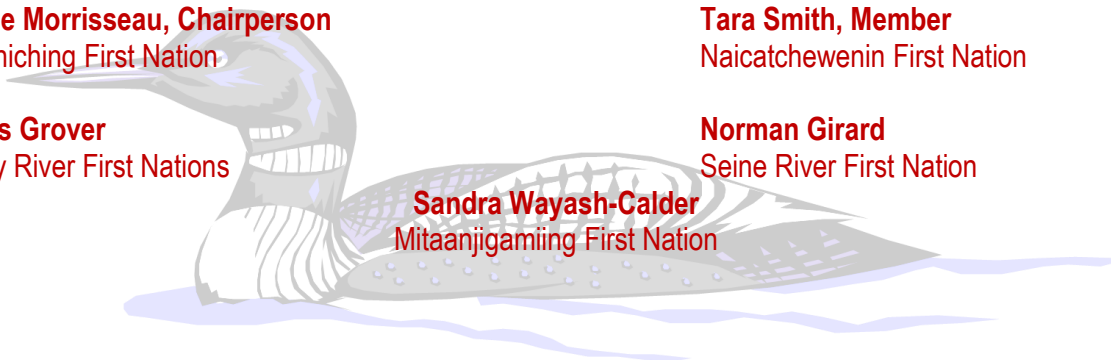 e Morrisseau, Chairperson
niching First Nation
s Grover
y River First Nations
Tara Smith, Member
Naicatchewenin First Nation
Norman Girard
Seine River First Nation
Sandra Wayash-Calder
Mitaanjigamiing First Nation